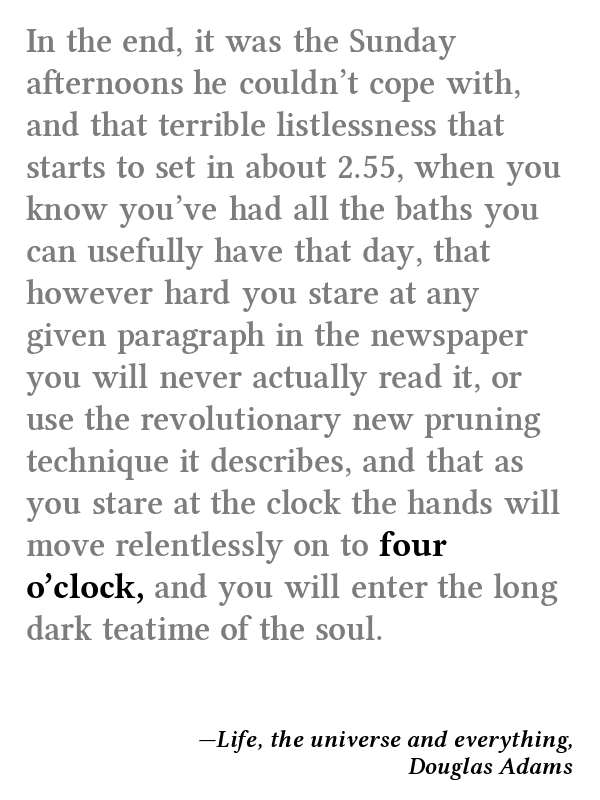 In the end, it was the Sunday
afternoons he couldn’t cope with,
and that terrible listlessness that
starts to set in about 2.55, when you
know you’ve had all the baths you
can usefully have that day, that
however hard you stare at any
given paragraph in the newspaper
you will never actually read it, or
use the revolutionary new pruning
technique it describes, and that as
you stare at the clock the hands will
move relentlessly on to four
o’clock, and you will enter the long
dark teatime of the soul.
—Life, the universe and everything,
Douglas Adams